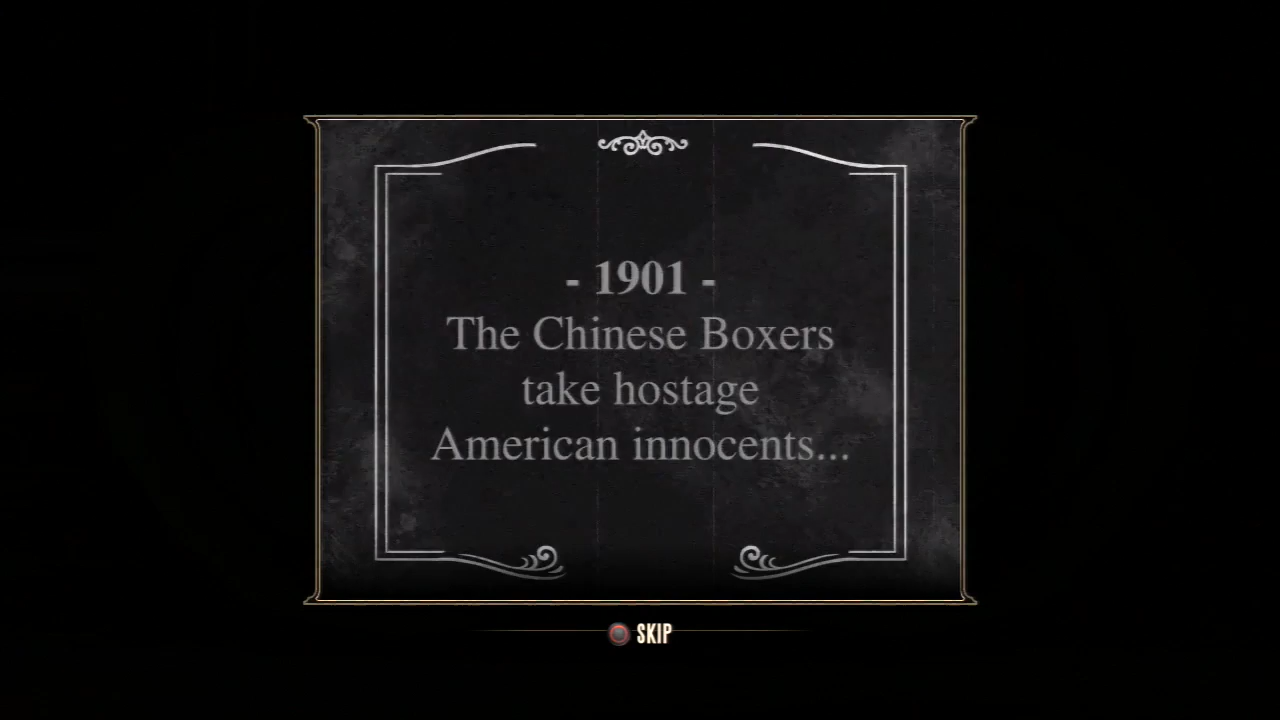 - 1901 -
The Chinese Boxers
take hostage
American innocents...
SKIP